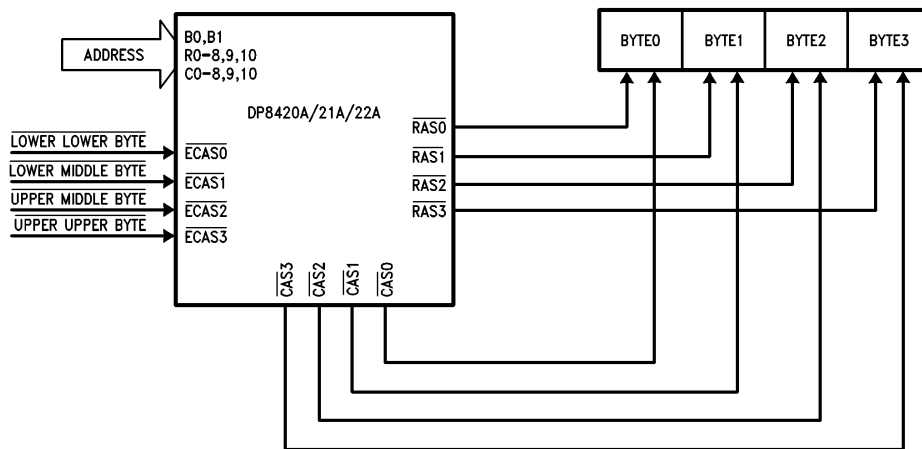 ADDRESS
B0,B1
R0–8,9,10
C0–8,9,10
DP8420A/21A/22A
LOWER LOWER BYTE
LOWER MIDDLE BYTE
UPPER MIDDLE BYTE
UPPER UPPER BYTE
ECAS0
ECAS1
ECAS2
ECAS3
RAS0
RAS1
RAS2
RAS3
CAS3
CAS2
CAS1
CAS0
BYTE0
BYTE1
BYTE2
BYTE3